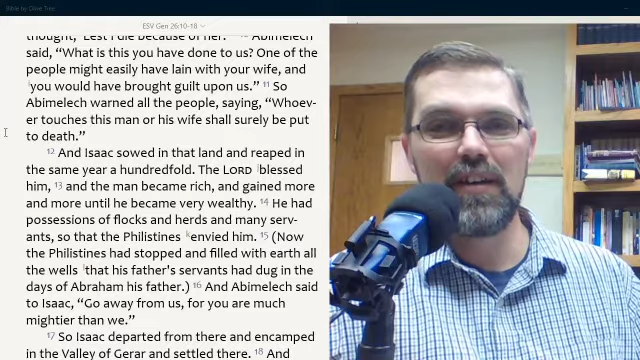 Bible by Olive Tree
ESV Gen 26:10-18
thought, ‘Lest I die because of her.’” 10 Abimelech
said, “What is this you have done to us? One of the
people might easily have lain with your wife, and
i you would have brought guilt upon us.” 11 So
Abimelech warned all the people, saying, “Whoev-
er touches this man or his wife shall surely be put
to death.”
12 And Isaac sowed in that land and reaped in
the same year a hundredfold. The LORD j blessed
him, 13 and the man became rich, and gained more
and more until he became very wealthy. 14 He had
possessions of flocks and herds and many serv-
ants, so that the Philistines k envied him. 15 (Now
the Philistines had stopped and filled with earth all
the wells l that his father's servants had dug in the
days of Abraham his father.) 16 And Abimelech said
to Isaac, “Go away from us, for you are much
mightier than we.”
17 So Isaac departed from there and encamped
in the Valley of Gerar and settled there. 18 And